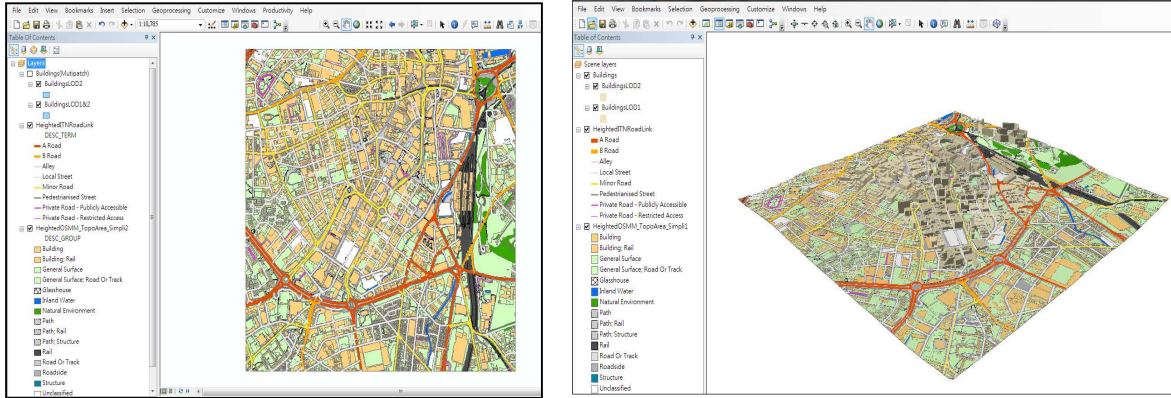 File Edit View Bookmarks Insert Selection Geoprocessing Customize Windows Productivity Help
1:10,785
Table Of Contents
Layers
Buildings(Mutipatch)
BuildingsLOD2
BuildingsLOD1&2
HeightedITNRoadLink
DESC_TERM
A Road
B Road
Alley
Local Street
Minor Road
Pedestrianised Street
Private Road - Publicly Accessible
Private Road - Restricted Access
HeightedOSMM_TopoArea_Simpli2
DESC_GROUP
Building
Building; Rail
General Surface
General Surface; Road Or Track
Glasshouse
Inland Water
Natural Environment
Path
Path; Rail
Path; Structure
Rail
Road Or Track
Roadside
Structure
Unclassified
File Edit View Bookmarks Selection Geoprocessing Customize Windows Help
Table of Contents
Scene layers
Buildings
BuildingsLOD2
BuildingsLOD1
HeightedITNRoadLink
A Road
B Road
Alley
Local Street
Minor Road
Pedestrianised Street
Private Road - Publicly Accessible
Private Road - Restricted Access
HeightedOSMM_TopoArea_Simpli1
Building
Building; Rail
General Surface
General Surface; Road Or Track
Glasshouse
Inland Water
Natural Environment
Path
Path; Rail
Path; Structure
Rail
Road Or Track
Roadside
Structure
Unclassified